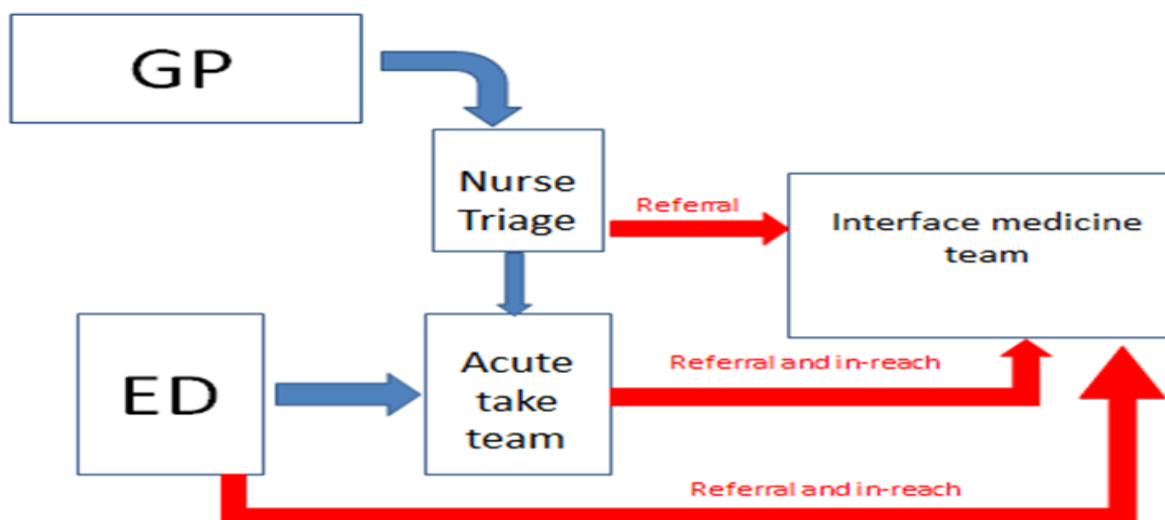 GP
Nurse
Triage
Referral
Interface medicine
team
ED
Acute
take
team
Referral and in-reach
Referral and in-reach